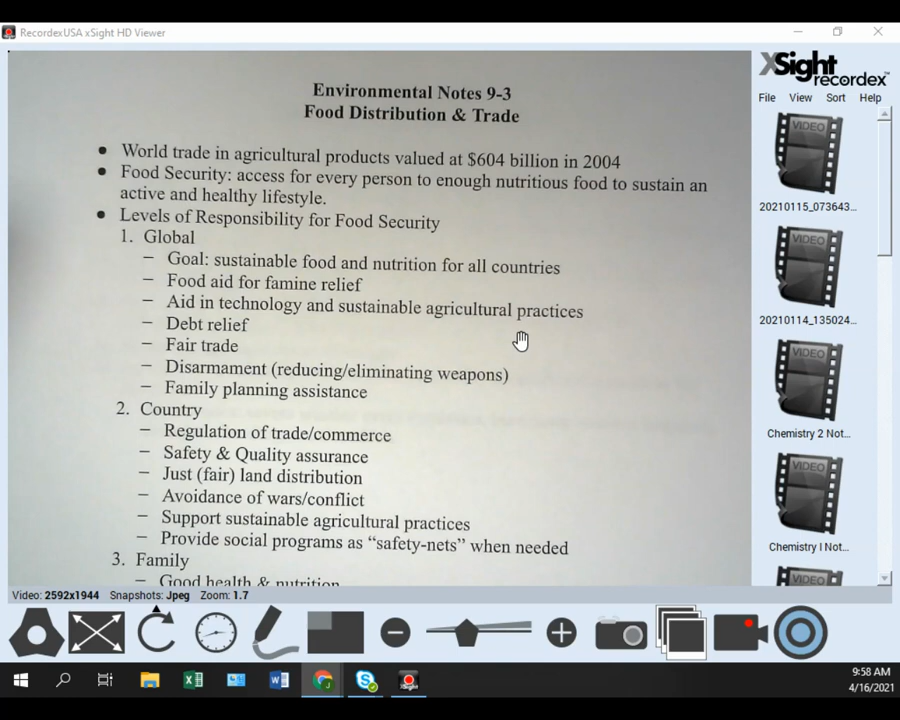 RecordexUSA xSight HD Viewer
Environmental Notes 9-3
Food Distribution & Trade
• World trade in agricultural products valued at $604 billion in 2004
• Food Security: access for every person to enough nutritious food to sustain an
active and healthy lifestyle.
• Levels of Responsibility for Food Security
1. Global
– Goal: sustainable food and nutrition for all countries
– Food aid for famine relief
– Aid in technology and sustainable agricultural practices
– Debt relief
– Fair trade
– Disarmament (reducing/eliminating weapons)
– Family planning assistance
2. Country
– Regulation of trade/commerce
– Safety & Quality assurance
– Just (fair) land distribution
– Avoidance of wars/conflict
– Support sustainable agricultural practices
– Provide social programs as “safety-nets” when needed
3. Family
– Good health & nutrition
XSight
recordex™
File View Sort Help
VIDEO
20210115_073643...
VIDEO
20210114_135024...
VIDEO
Chemistry 2 Not...
VIDEO
Chemistry I Not...
VIDEO
Video: 2592x1944 Snapshots: Jpeg Zoom: 1.7
9:58 AM
4/16/2021